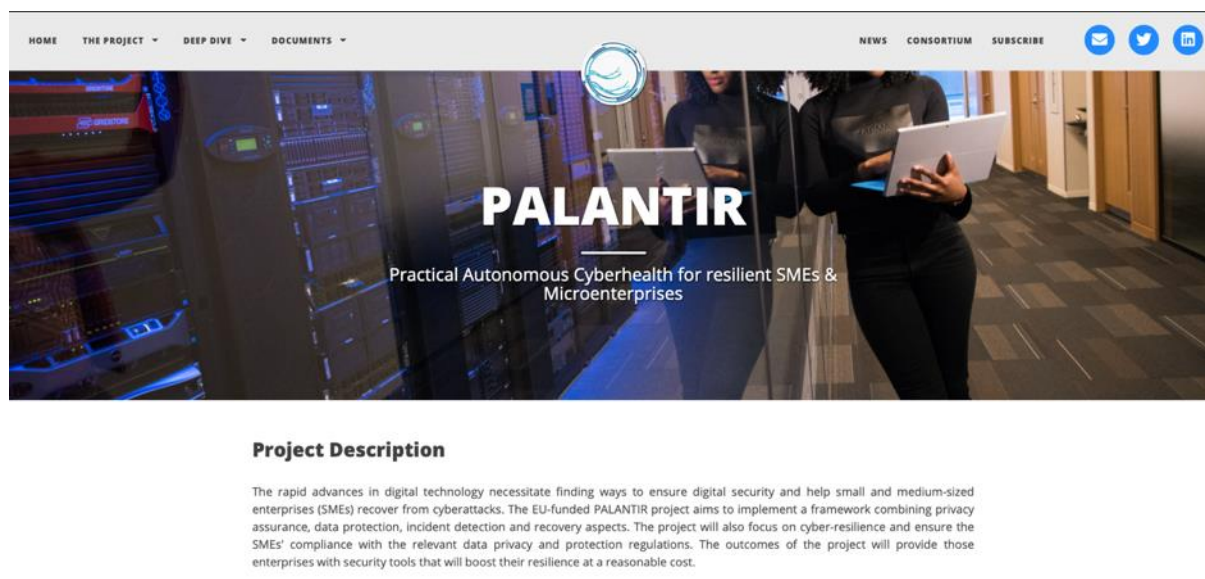 HOME THE PROJECT DEEP DIVE DOCUMENTS NEWS CONSORTIUM SUBSCRIBE
PALANTIR
Practical Autonomous Cyberhealth for resilient SMEs &
Microenterprises
Project Description
The rapid advances in digital technology necessitate finding ways to ensure digital security and help small and medium-sized
enterprises (SMEs) recover from cyberattacks. The EU-funded PALANTIR project aims to implement a framework combining privacy
assurance, data protection, incident detection and recovery aspects. The project will also focus on cyber-resilience and ensure the
SMEs' compliance with the relevant data privacy and protection regulations. The outcomes of the project will provide those
enterprises with security tools that will boost their resilience at a reasonable cost.